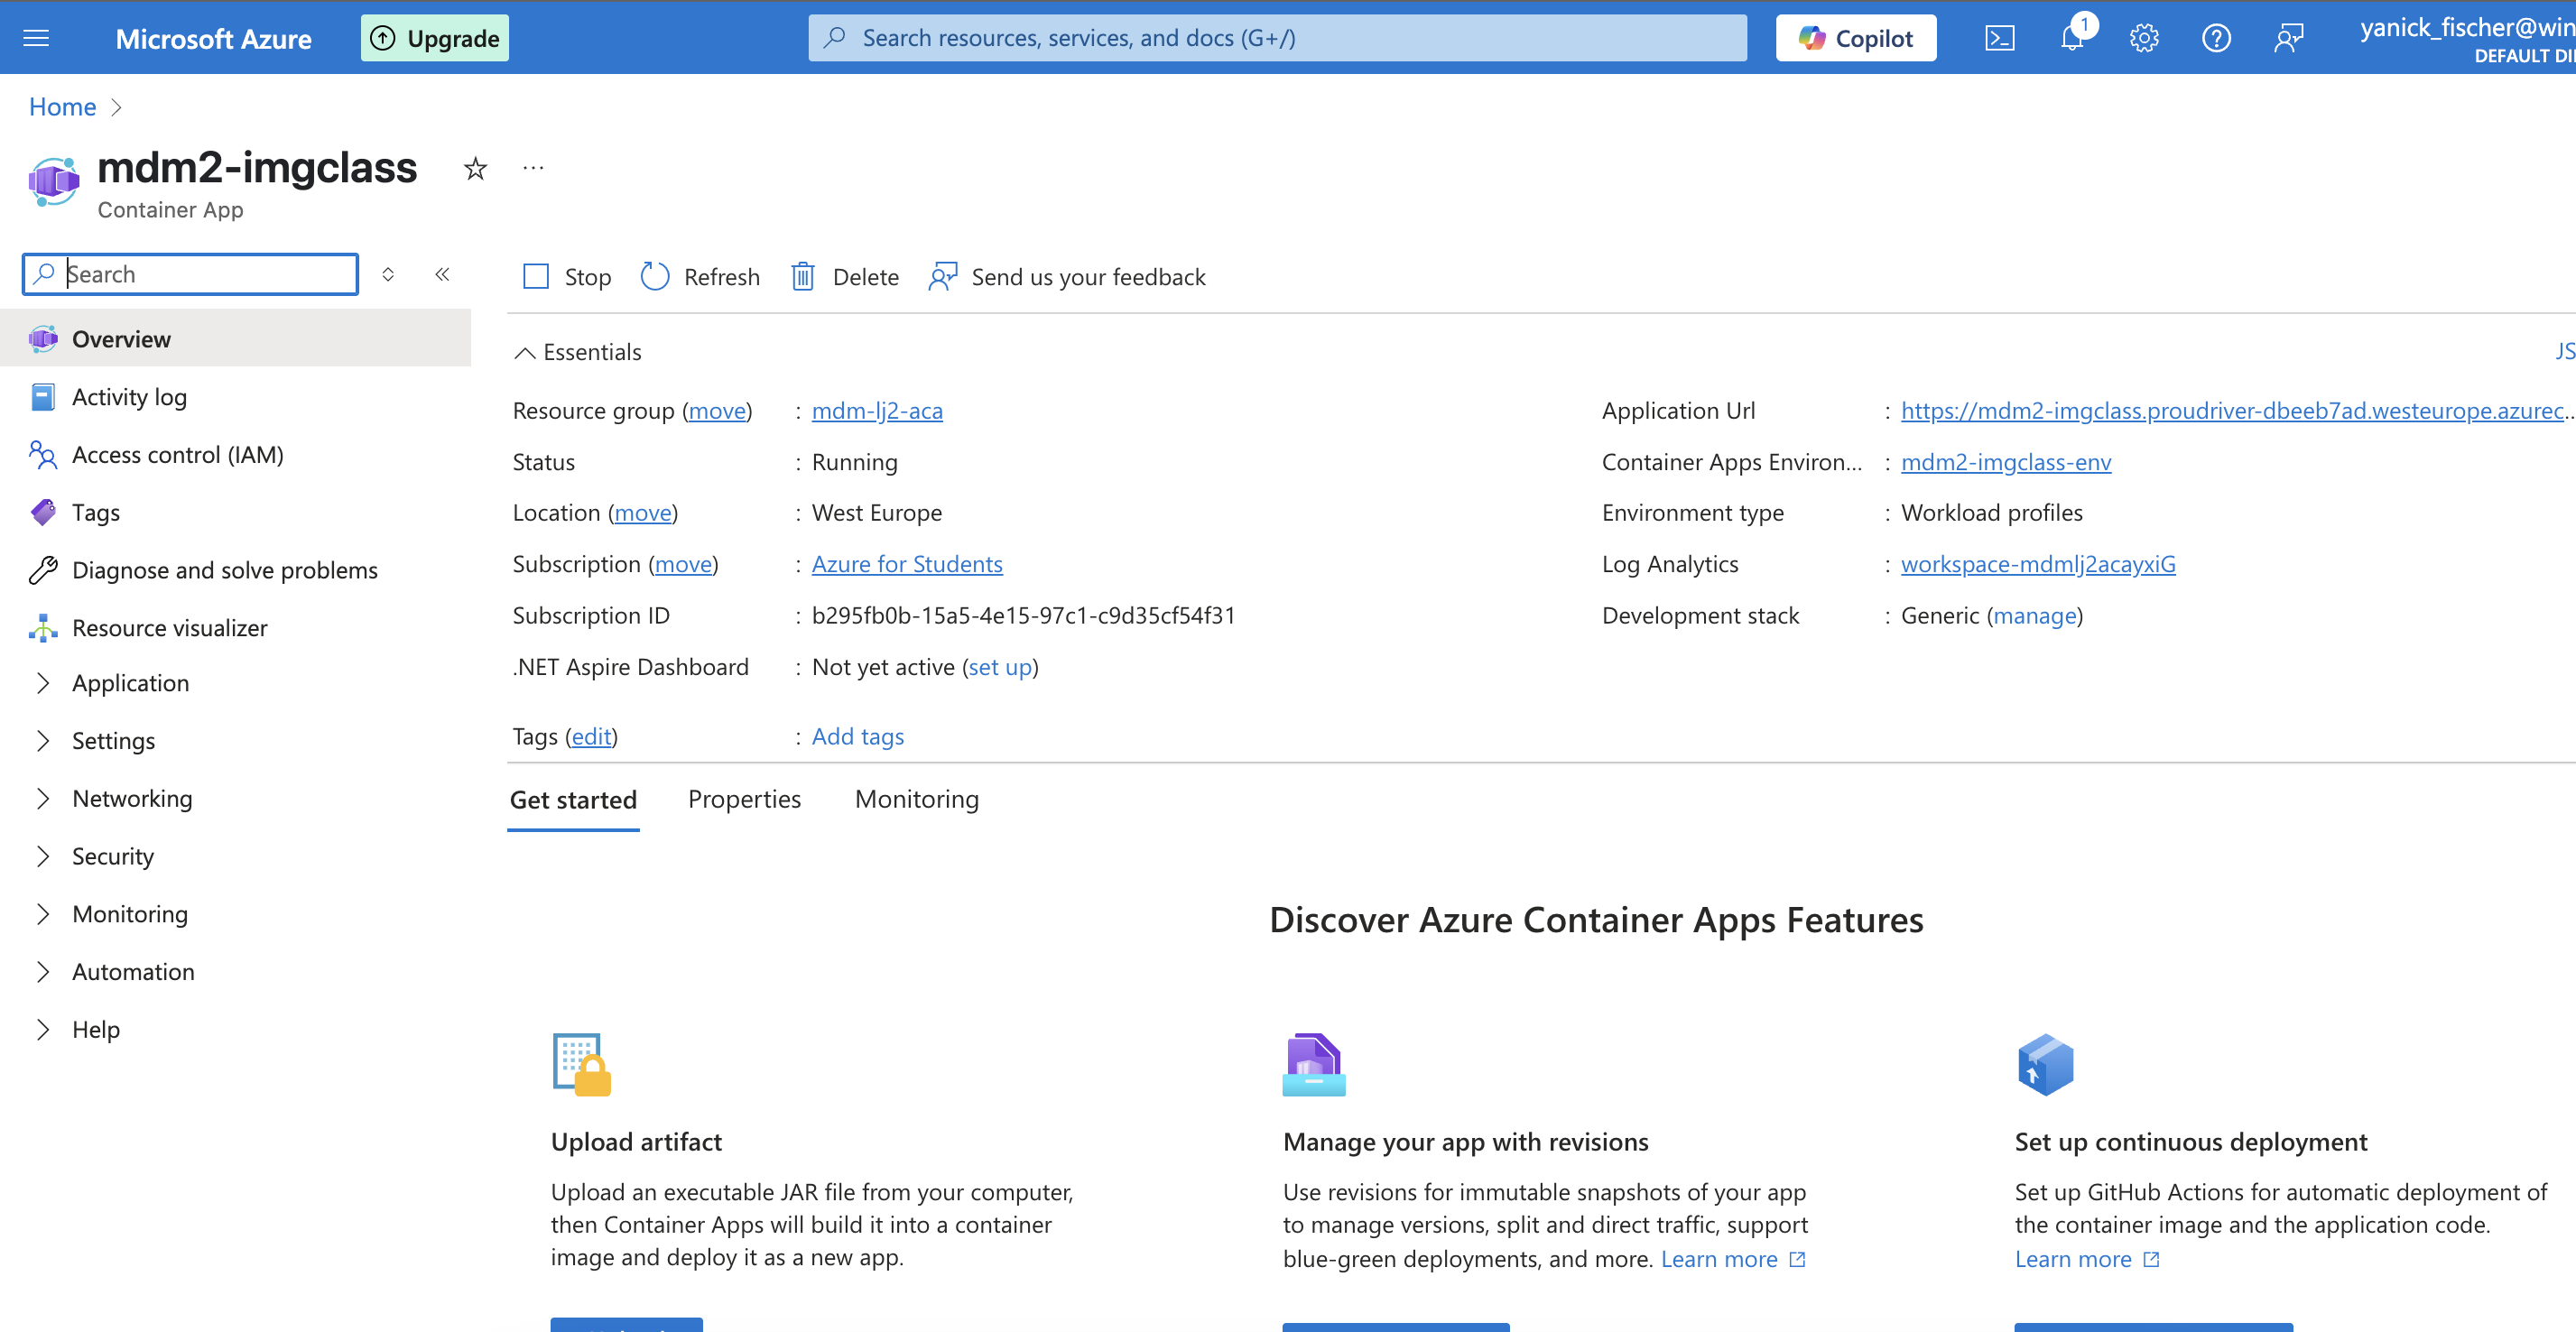 Microsoft Azure
Upgrade
Search resources, services, and docs (G+/)
Copilot
1
yanick_fischer@win
DEFAULT DI
Home
mdm2-imgclass
Container App
Search
Stop
Refresh
Delete
Send us your feedback
Overview
Activity log
Access control (IAM)
Tags
Diagnose and solve problems
Resource visualizer
Application
Settings
Networking
Security
Monitoring
Automation
Help
Essentials
JS
Resource group (move) : mdm-lj2-aca
Status : Running
Location (move) : West Europe
Subscription (move) : Azure for Students
Subscription ID : b295fb0b-15a5-4e15-97c1-c9d35cf54f31
.NET Aspire Dashboard : Not yet active (set up)
Tags (edit) : Add tags
Application Url : https://mdm2-imgclass.proudriver-dbeeb7ad.westeurope.azurec...
Container Apps Environ... : mdm2-imgclass-env
Environment type : Workload profiles
Log Analytics : workspace-mdmlj2acayxiG
Development stack : Generic (manage)
Get started
Properties
Monitoring
Discover Azure Container Apps Features
Upload artifact
Upload an executable JAR file from your computer,
then Container Apps will build it into a container
image and deploy it as a new app.
Manage your app with revisions
Use revisions for immutable snapshots of your app
to manage versions, split and direct traffic, support
blue-green deployments, and more. Learn more
Set up continuous deployment
Set up GitHub Actions for automatic deployment of
the container image and the application code.
Learn more